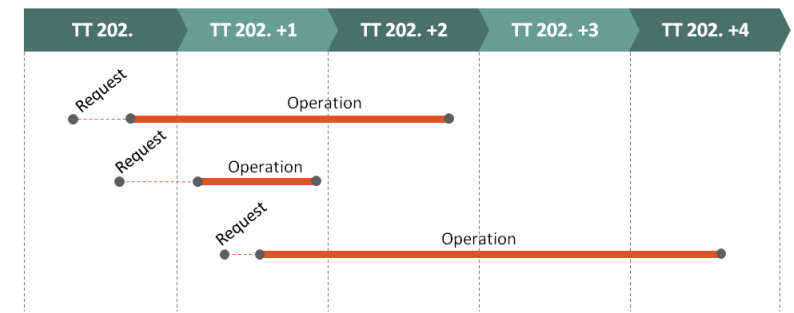 TT 202.
TT 202. +1
TT 202. +2
TT 202. +3
TT 202. +4
Request
Operation
Request
Operation
Request
Operation